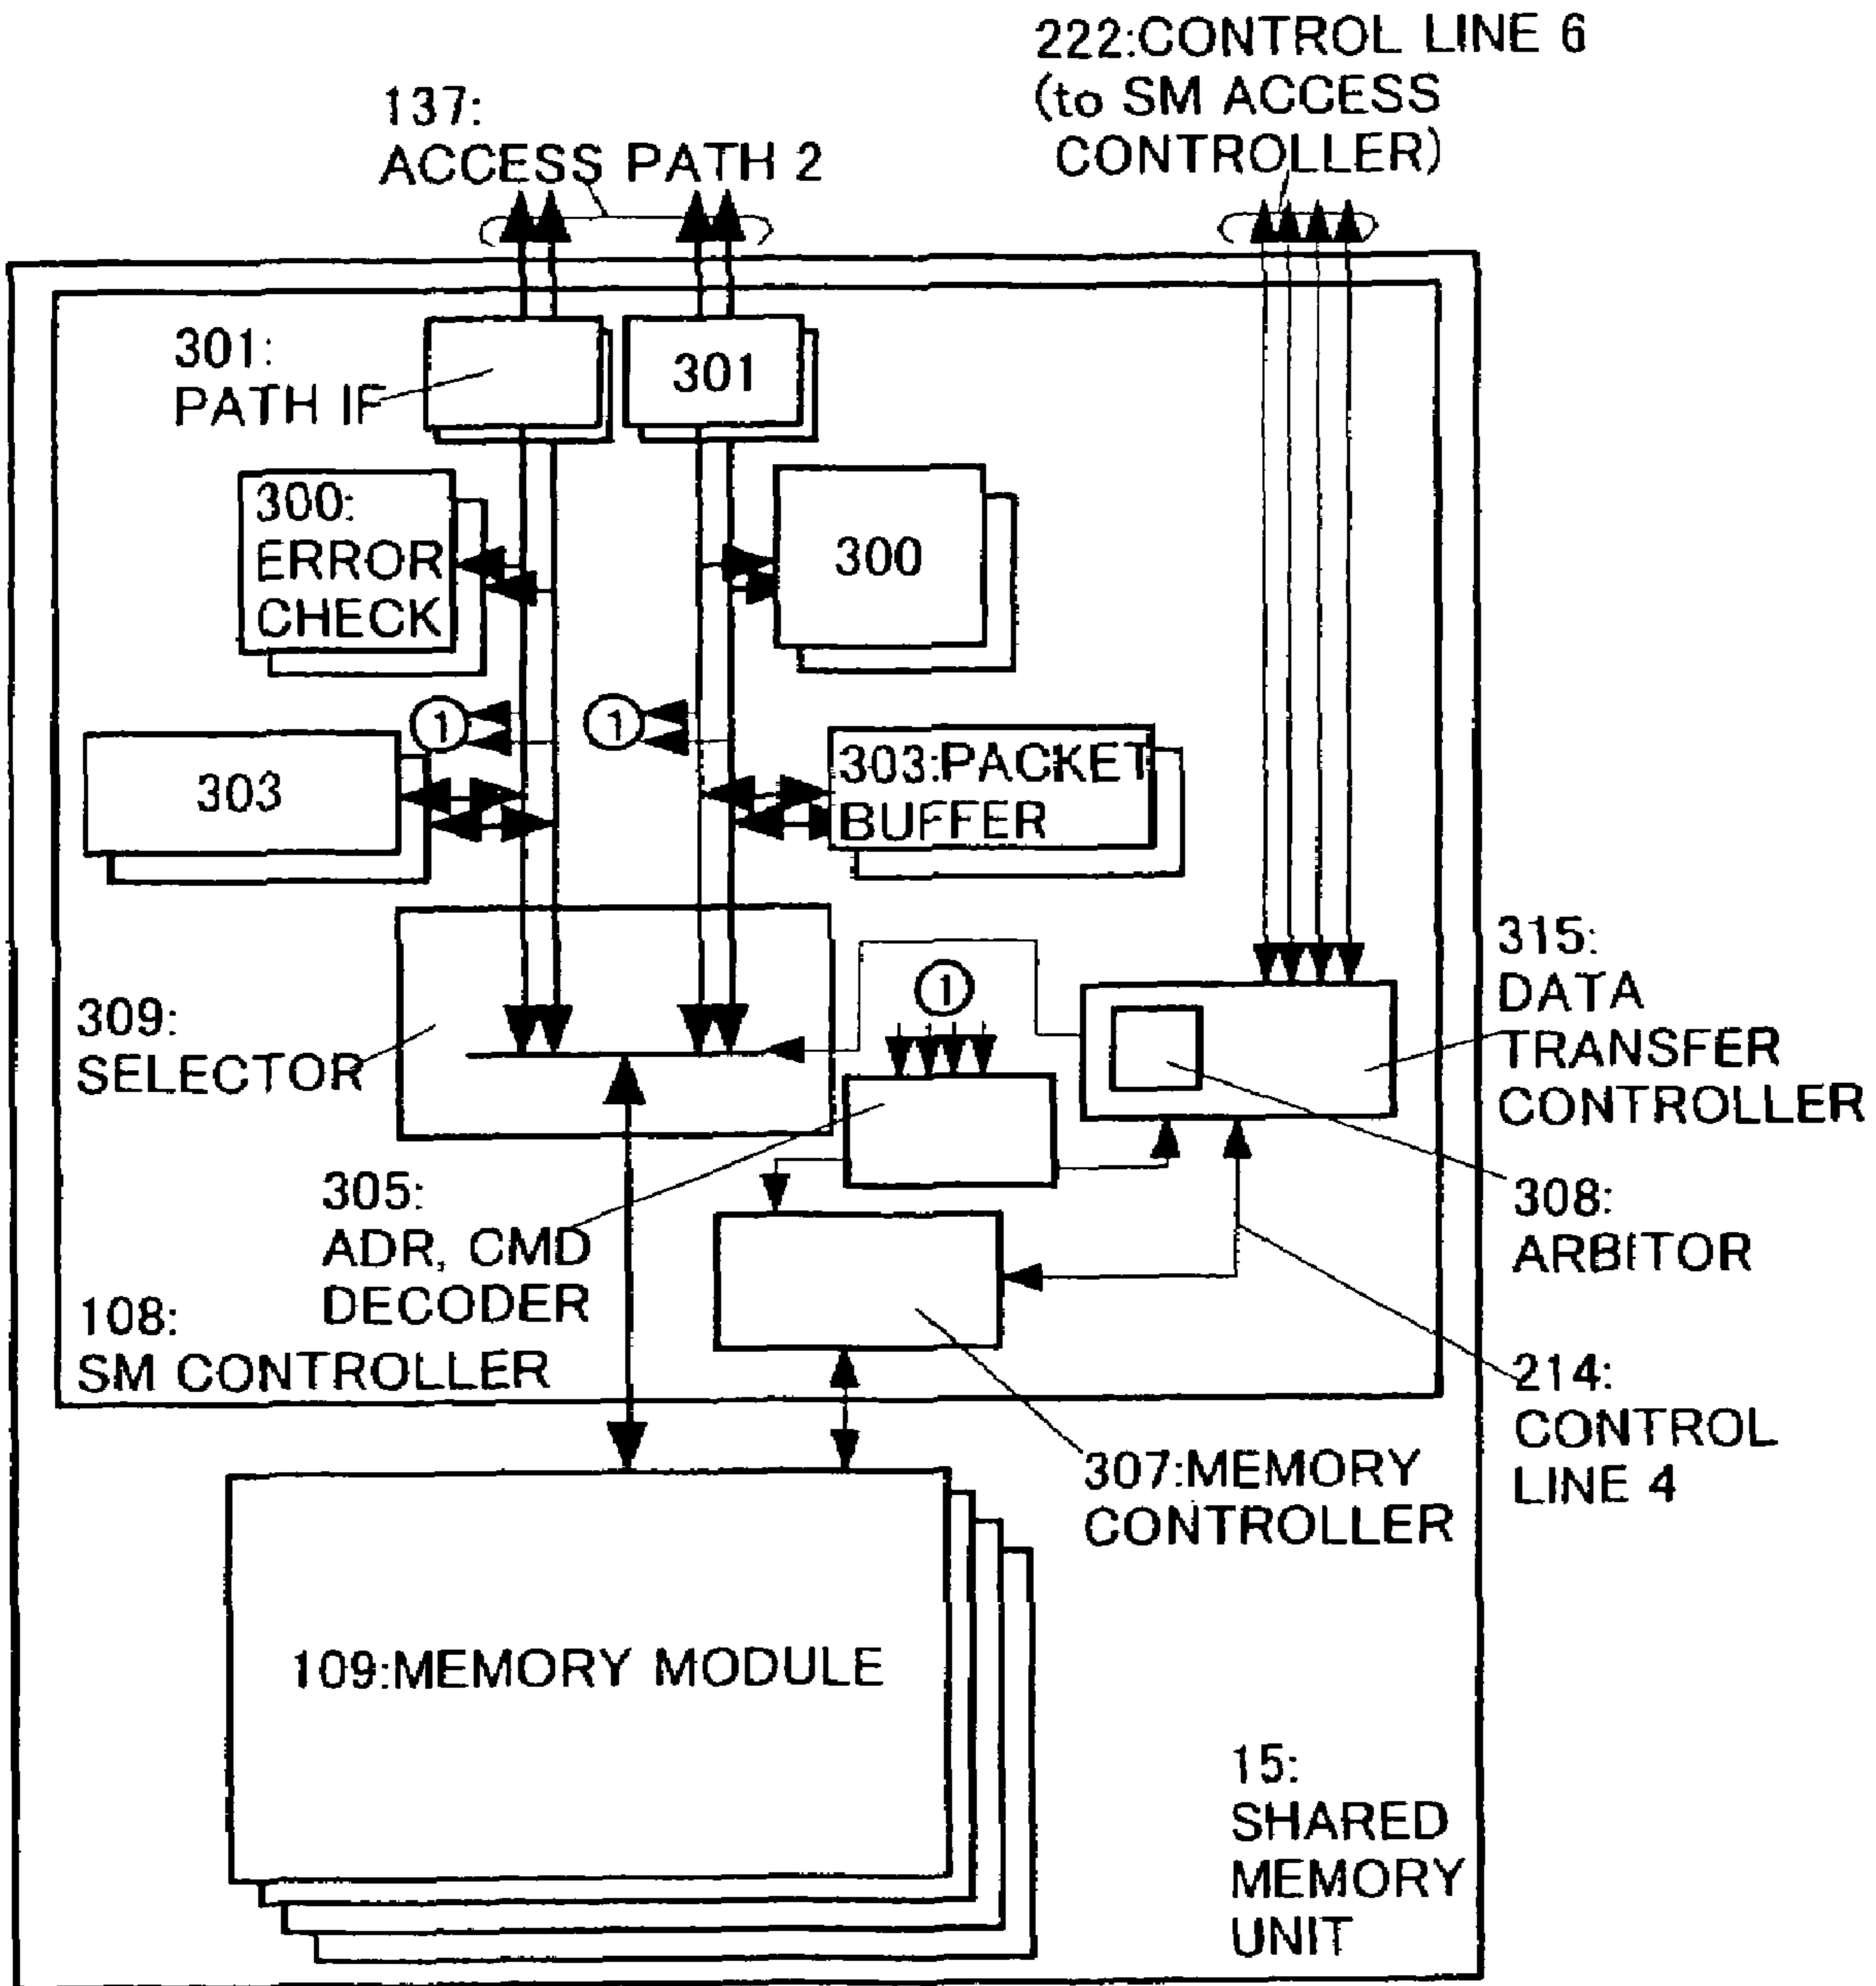 222:CONTROL LINE 6
(to SM ACCESS
CONTROLLER)
137:
ACCESS PATH 2
301:
PATH IF
301
300:
ERROR
CHECK
300
1
1
303
303:PACKET
BUFFER
309:
SELECTOR
1
315:
DATA
TRANSFER
CONTROLLER
305:
ADR, CMD
DECODER
308:
ARBITOR
108:
SM CONTROLLER
214:
CONTROL
LINE 4
307:MEMORY
CONTROLLER
109:MEMORY MODULE
15:
SHARED
MEMORY
UNIT